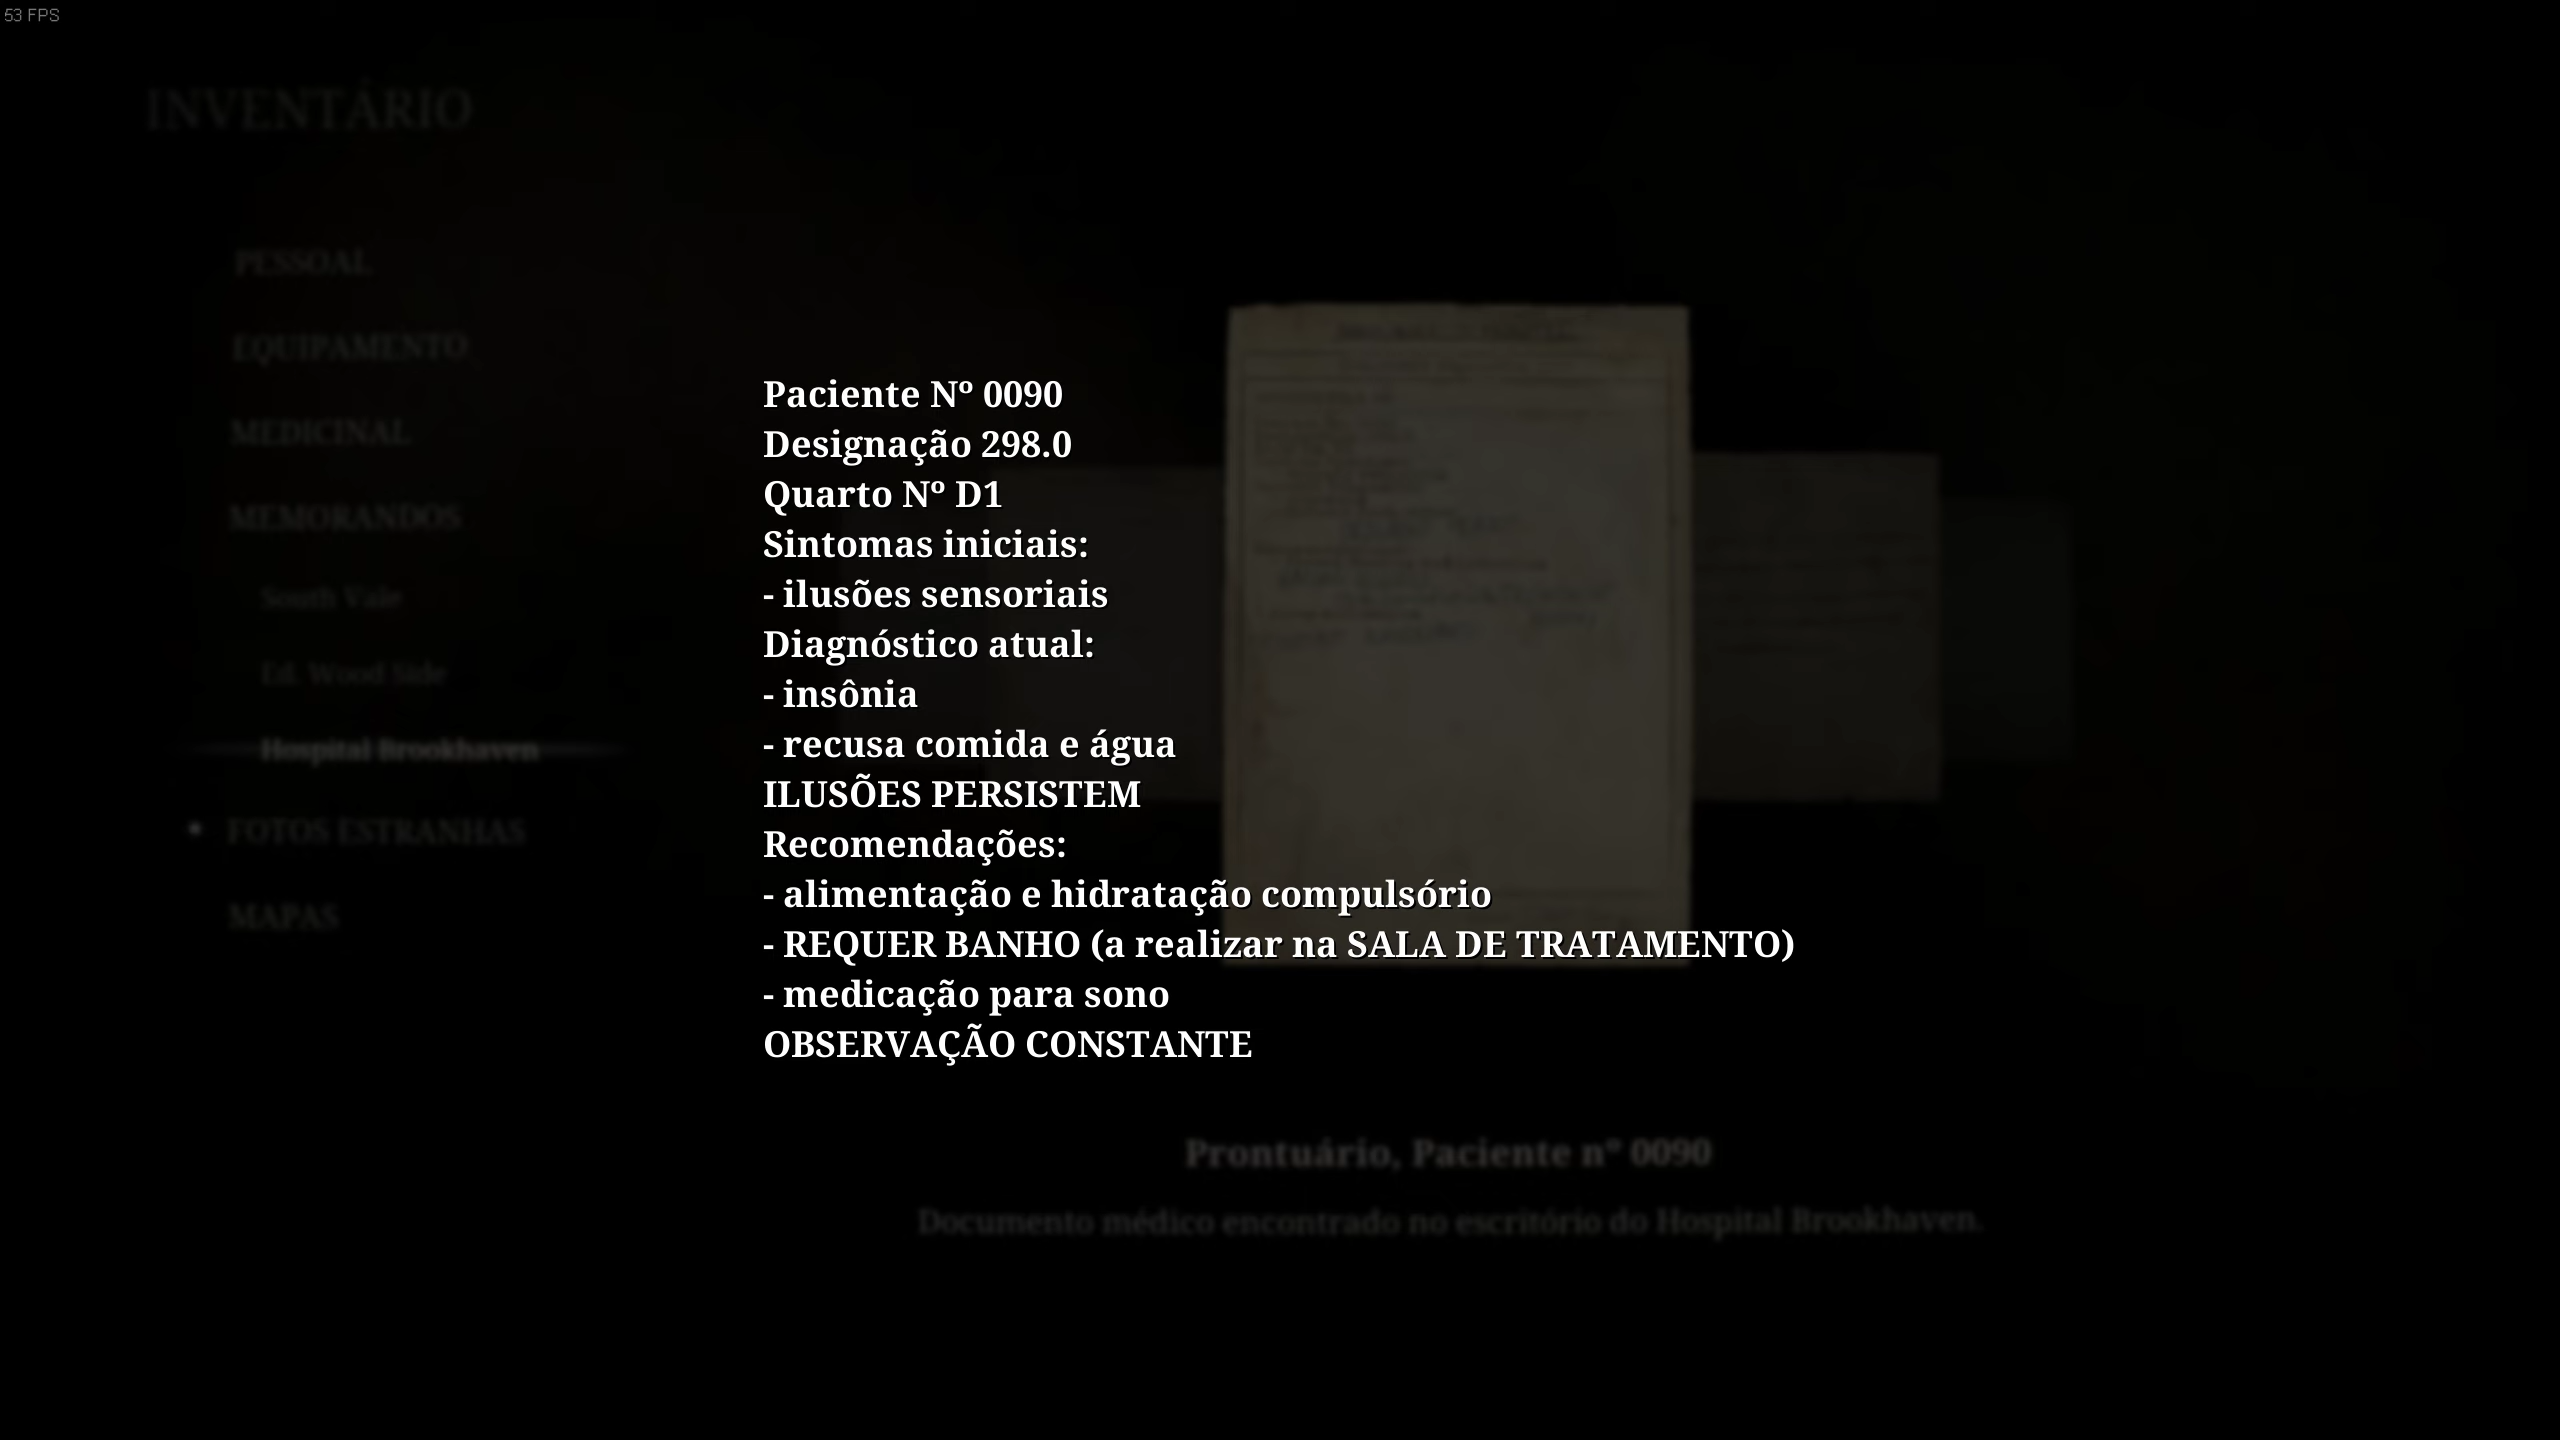 53 FPS
INVENTÁRIO
PESSOAL
EQUIPAMENTO
MEDICINAL
MEMORANDOS
South Vale
Ed. Wood Side
Hospital Brookhaven
FOTOS ESTRANHAS
MAPAS
Paciente Nº 0090
Designação 298.0
Quarto Nº D1
Sintomas iniciais:
- ilusões sensoriais
Diagnóstico atual:
- insônia
- recusa comida e água
ILUSÕES PERSISTEM
Recomendações:
- alimentação e hidratação compulsório
- REQUER BANHO (a realizar na SALA DE TRATAMENTO)
- medicação para sono
OBSERVAÇÃO CONSTANTE
Prontuário, Paciente nº 0090
Documento médico encontrado no escritório do Hospital Brookhaven.